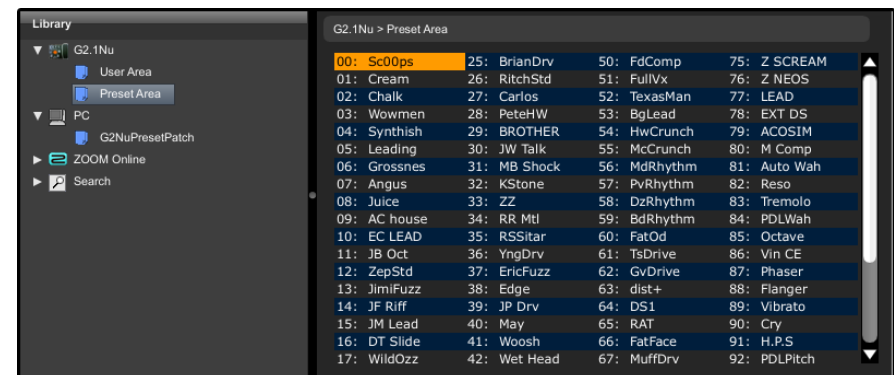 Library
G2.1Nu
User Area
Preset Area
PC
G2NuPresetPatch
ZOOM Online
Search
G2.1Nu > Preset Area
00: Sc00ps 25: BrianDrv 50: FdComp 75: Z SCREAM
01: Cream 26: RitchStd 51: FullVx 76: Z NEOS
02: Chalk 27: Carlos 52: TexasMan 77: LEAD
03: Wowmen 28: PeteHW 53: BgLead 78: EXT DS
04: Synthish 29: BROTHER 54: HwCrunch 79: ACOSIM
05: Leading 30: JW Talk 55: McCrunch 80: M Comp
06: Grossnes 31: MB Shock 56: MdRhythm 81: Auto Wah
07: Angus 32: KStone 57: PvRhythm 82: Reso
08: Juice 33: ZZ 58: DzRhythm 83: Tremolo
09: AC house 34: RR Mtl 59: BdRhythm 84: PDLWah
10: EC LEAD 35: RSSitar 60: FatOd 85: Octave
11: JB Oct 36: YngDrv 61: TsDrive 86: Vin CE
12: ZepStd 37: EricFuzz 62: GvDrive 87: Phaser
13: JimiFuzz 38: Edge 63: dist+ 88: Flanger
14: JF Riff 39: JP Drv 64: DS1 89: Vibrato
15: JM Lead 40: May 65: RAT 90: Cry
16: DT Slide 41: Woosh 66: FatFace 91: H.P.S
17: WildOzz 42: Wet Head 67: MuffDrv 92: PDLPitch